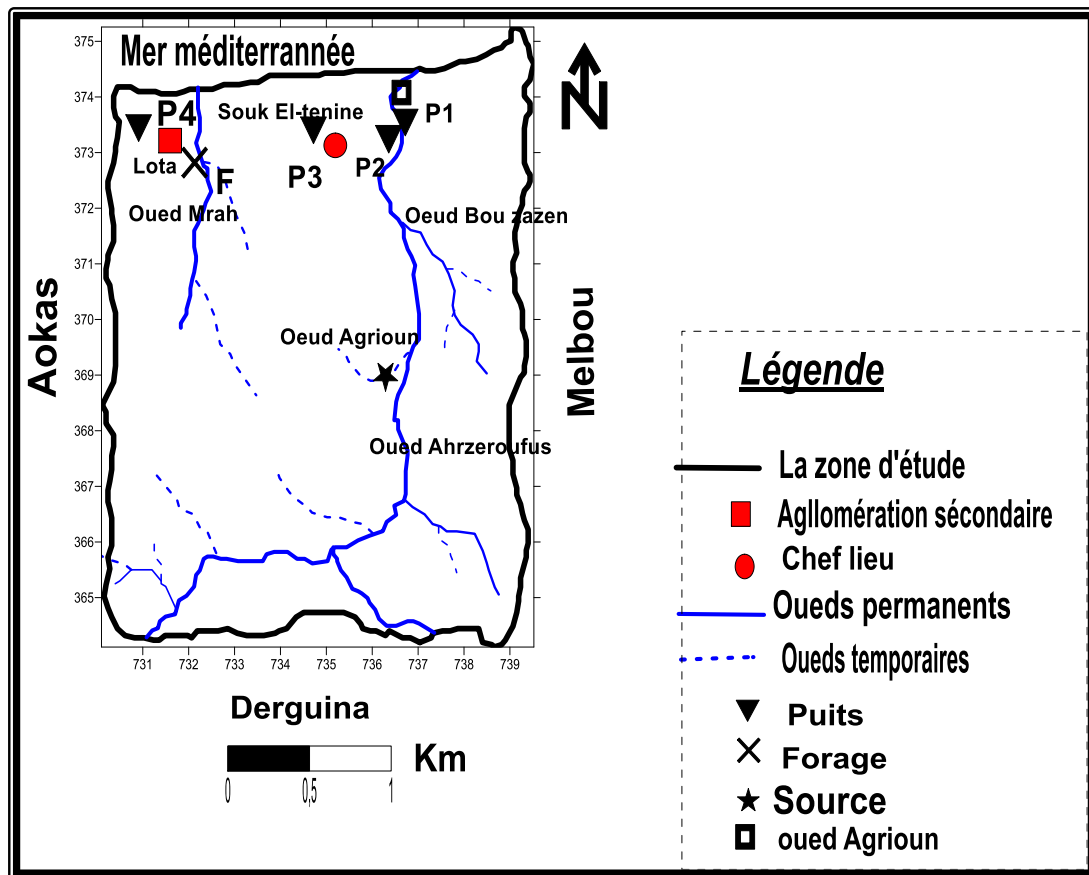 Mer méditerrannée
N
375
374
373
372
371
370
369
368
367
366
365
P4
Souk El-tenine
P1
Lota
F
P3
P2
Oued Mrah
Oeud Bou zazen
Oeud Agrioun
Oued Ahrzeroufus
Aokas
Melbou
731 732 733 734 735 736 737 738 739
Derguina
Km
0 0,5 1
Légende
La zone d'étude
Agllomération sécondaire
Chef lieu
Oueds permanents
Oueds temporaires
Puits
Forage
Source
oued Agrioun